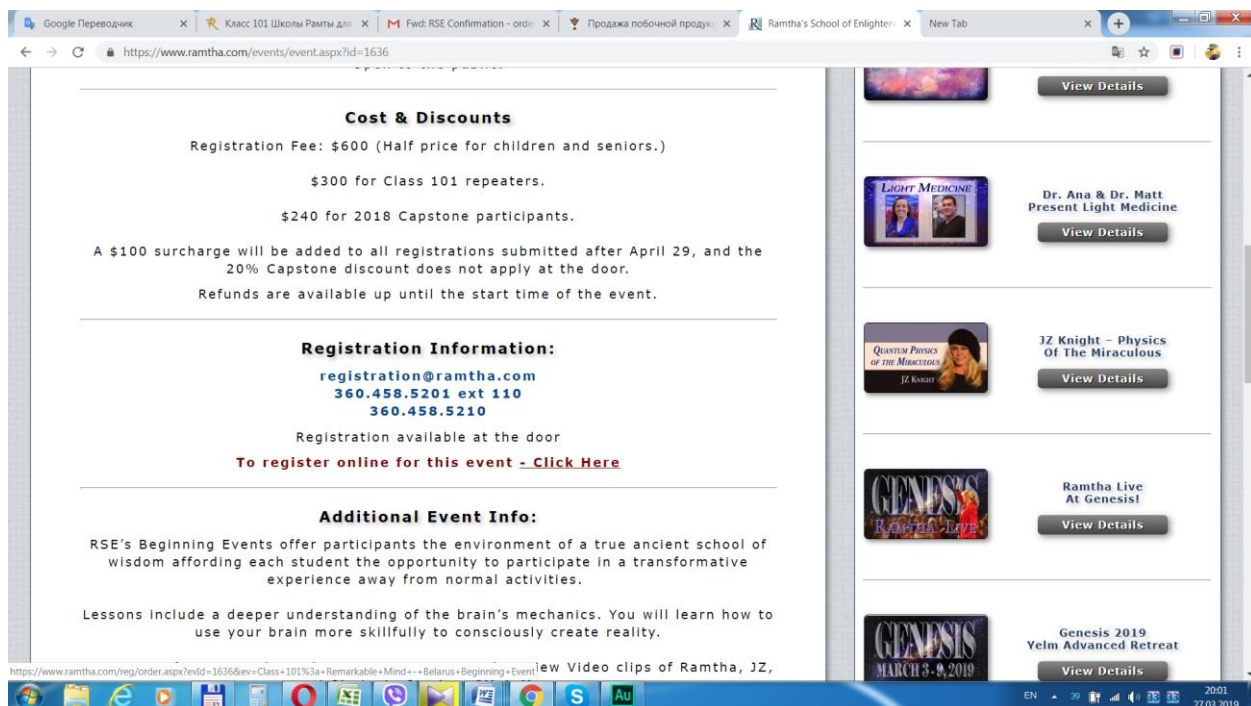 Google Переводчик
Класс 101 Школы Рамты для
Fwd: RSE Confirmation - orde
Продажа побочной продук
Ramtha's School of Enlighten
New Tab
https://www.ramtha.com/events/event.aspx?id=1636
Cost & Discounts
Registration Fee: $600 (Half price for children and seniors.)
$300 for Class 101 repeaters.
$240 for 2018 Capstone participants.
A $100 surcharge will be added to all registrations submitted after April 29, and the
20% Capstone discount does not apply at the door.
Refunds are available up until the start time of the event.
Registration Information:
registration@ramtha.com
360.458.5201 ext 110
360.458.5210
Registration available at the door
To register online for this event - Click Here
Additional Event Info:
RSE's Beginning Events offer participants the environment of a true ancient school of
wisdom affording each student the opportunity to participate in a transformative
experience away from normal activities.
Lessons include a deeper understanding of the brain's mechanics. You will learn how to
use your brain more skillfully to consciously create reality.
iew Video clips of Ramtha, JZ,
https://www.ramtha.com/reg/order.aspx?evId=1636&ev=Class+101%3a+Remarkable+Mind+-+Belarus+Beginning+Event
View Details
LIGHT MEDICINE
Dr. Ana & Dr. Matt
Present Light Medicine
View Details
QUANTUM PHYSICS
OF THE MIRACULOUS
JZ KNIGHT
JZ Knight – Physics
Of The Miraculous
View Details
GENESIS
RAMTHA - LIVE
Ramtha Live
At Genesis!
View Details
GENESIS
MARCH 3-9, 2019
Genesis 2019
Yelm Advanced Retreat
View Details
W
S
Au
EN
39
33
33
20:01
27.03.2019